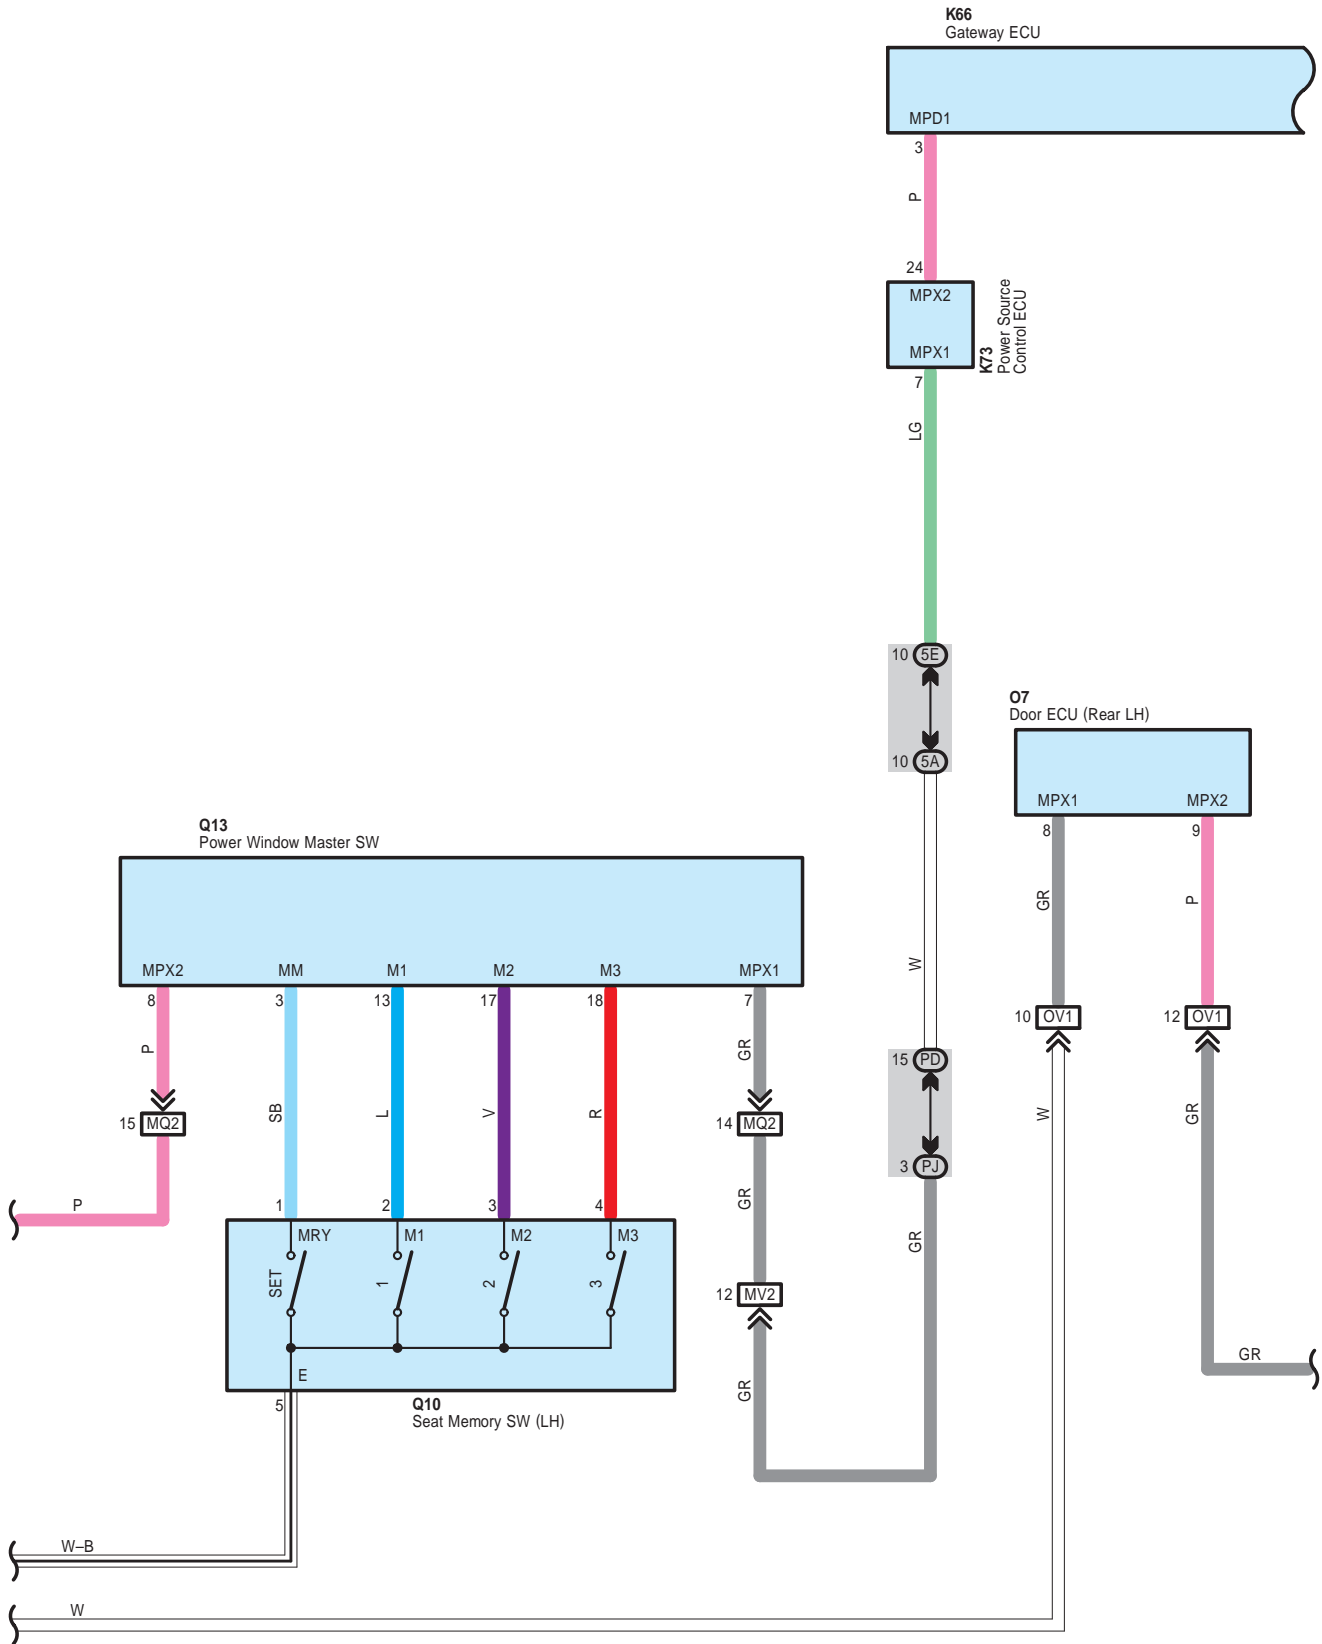 K66
Gateway ECU
MPD1
3
P
24
MPX2
MPX1
K73
Power Source
Control ECU
7
LG
10 5E
10 5A
O7
Door ECU (Rear LH)
MPX1 MPX2
8 9
GR P
Q13
Power Window Master SW
MPX2 MM M1 M2 M3 MPX1
8 3 13 17 18 7
W
10 OV1 12 OV1
P GR
15 PD
SB L V R
15 MQ2 14 MQ2
W GR
3 PJ
P
1 2 3 4
GR GR
MRY M1 M2 M3
SET 1 2 3
12 MV2
E
GR
GR
5
Q10
Seat Memory SW (LH)
W–B
W